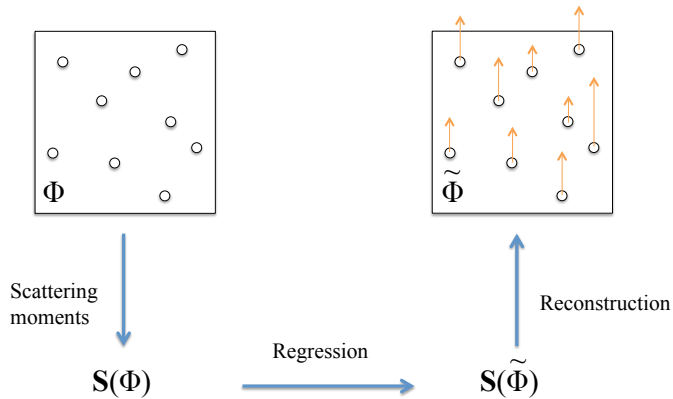 Φ
Φ̃
Scattering
moments
Reconstruction
Regression
S(Φ)
S(Φ̃)